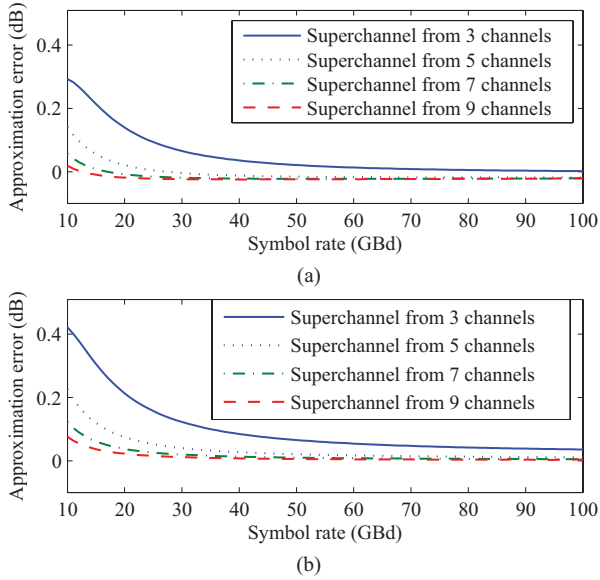 Approximation error (dB)
0.4
0.2
0
Superchannel from 3 channels
Superchannel from 5 channels
Superchannel from 7 channels
Superchannel from 9 channels
10 20 30 40 50 60 70 80 90 100
Symbol rate (GBd)
(a)
Approximation error (dB)
0.4
0.2
0
Superchannel from 3 channels
Superchannel from 5 channels
Superchannel from 7 channels
Superchannel from 9 channels
10 20 30 40 50 60 70 80 90 100
Symbol rate (GBd)
(b)